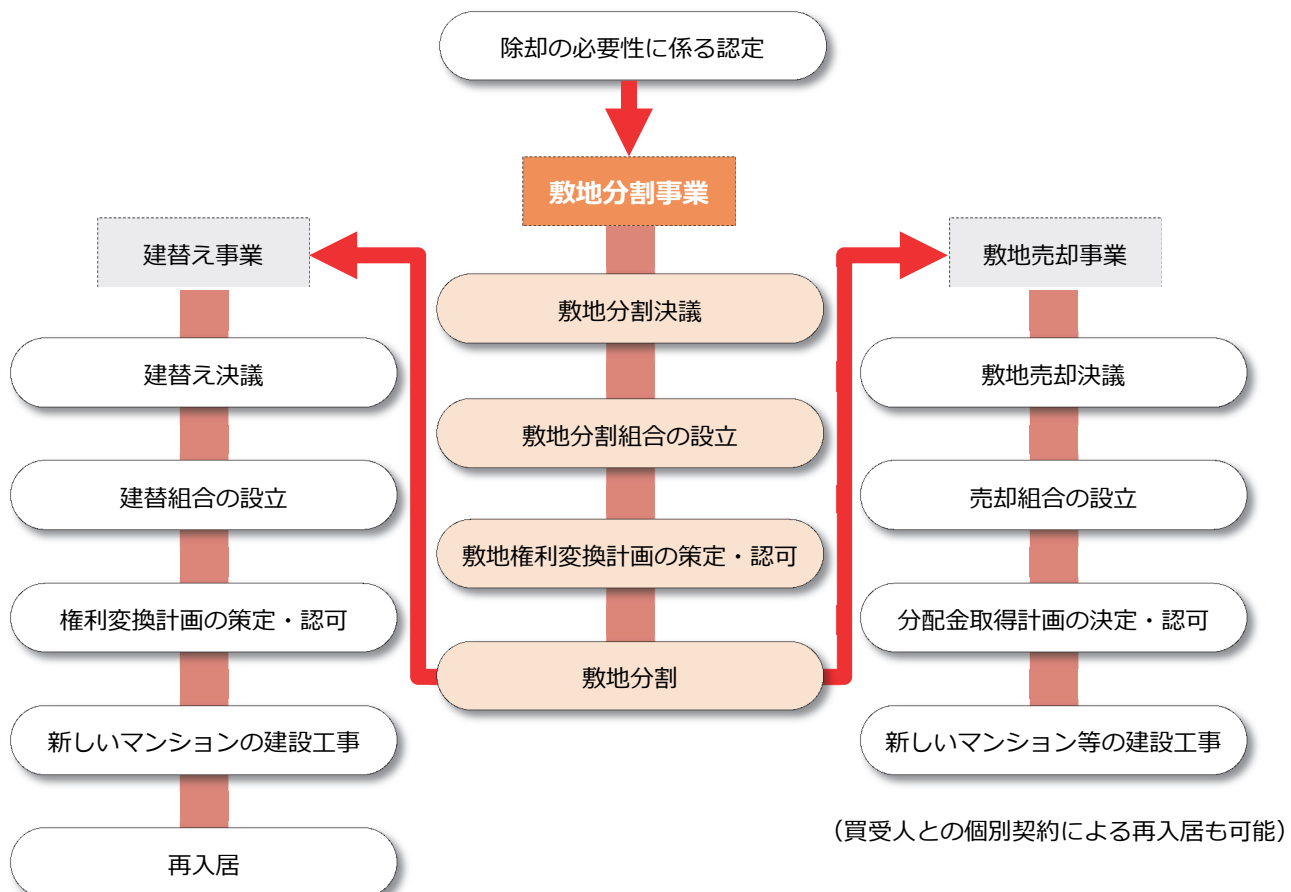 除却の必要性に係る認定
敷地分割事業
敷地分割決議
敷地分割組合の設立
敷地権利変換計画の策定・認可
敷地分割
建替え事業
建替え決議
建替組合の設立
権利変換計画の策定・認可
新しいマンションの建設工事
再入居
敷地売却事業
敷地売却決議
売却組合の設立
分配金取得計画の決定・認可
新しいマンション等の建設工事
（買受人との個別契約による再入居も可能）